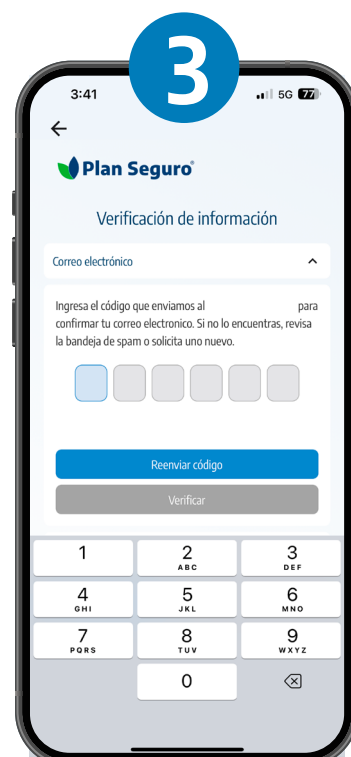 3
3:41
5G 77
Plan Seguro®
Verificación de información
Correo electrónico
Ingresa el código que enviamos al para
confirmar tu correo electronico. Si no lo encuentras, revisa
la bandeja de spam o solicita uno nuevo.
Reenviar código
Verificar
1 2 3
ABC DEF
4 5 6
GHI JKL MNO
7 8 9
PQRS TUV WXYZ
0